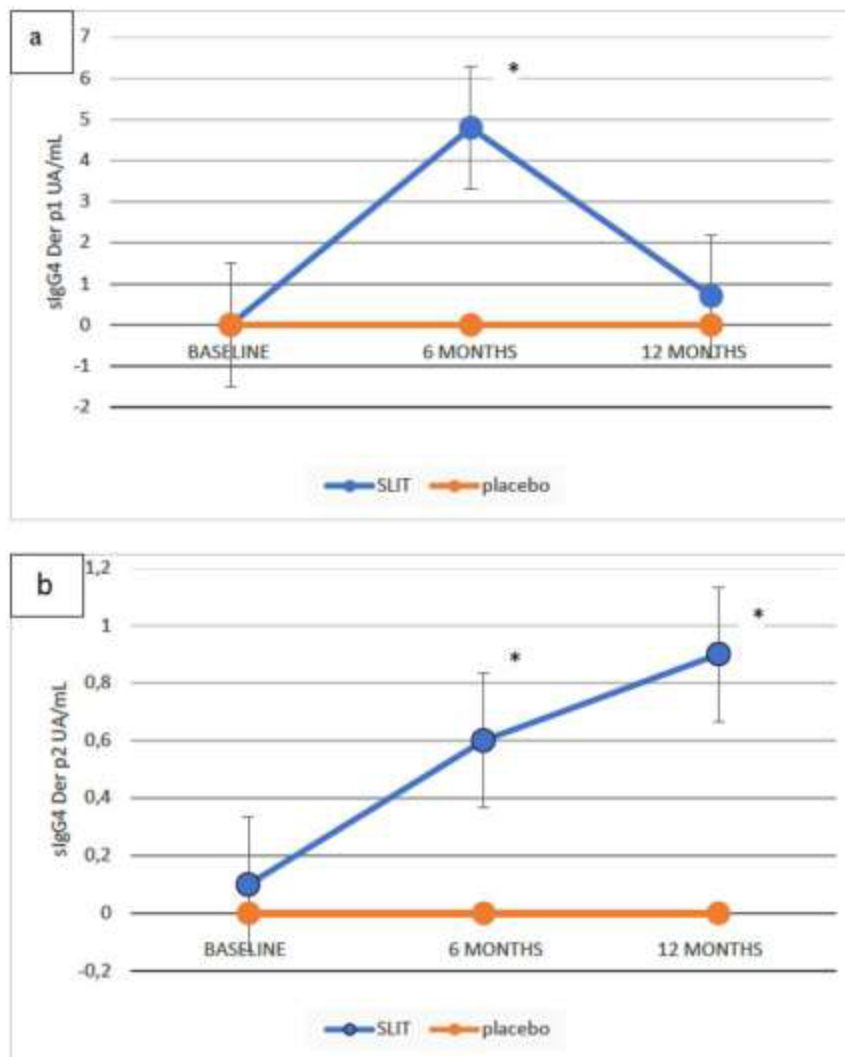 a
7
6
5
4
3
2
1
0
-1
-2
sIgG4 Der p1 UA/mL
*
BASELINE 6 MONTHS 12 MONTHS
SLIT placebo
b
1,2
1
0,8
0,6
0,4
0,2
0
-0,2
sIgG4 Der p2 UA/mL
*
*
BASELINE 6 MONTHS 12 MONTHS
SLIT placebo